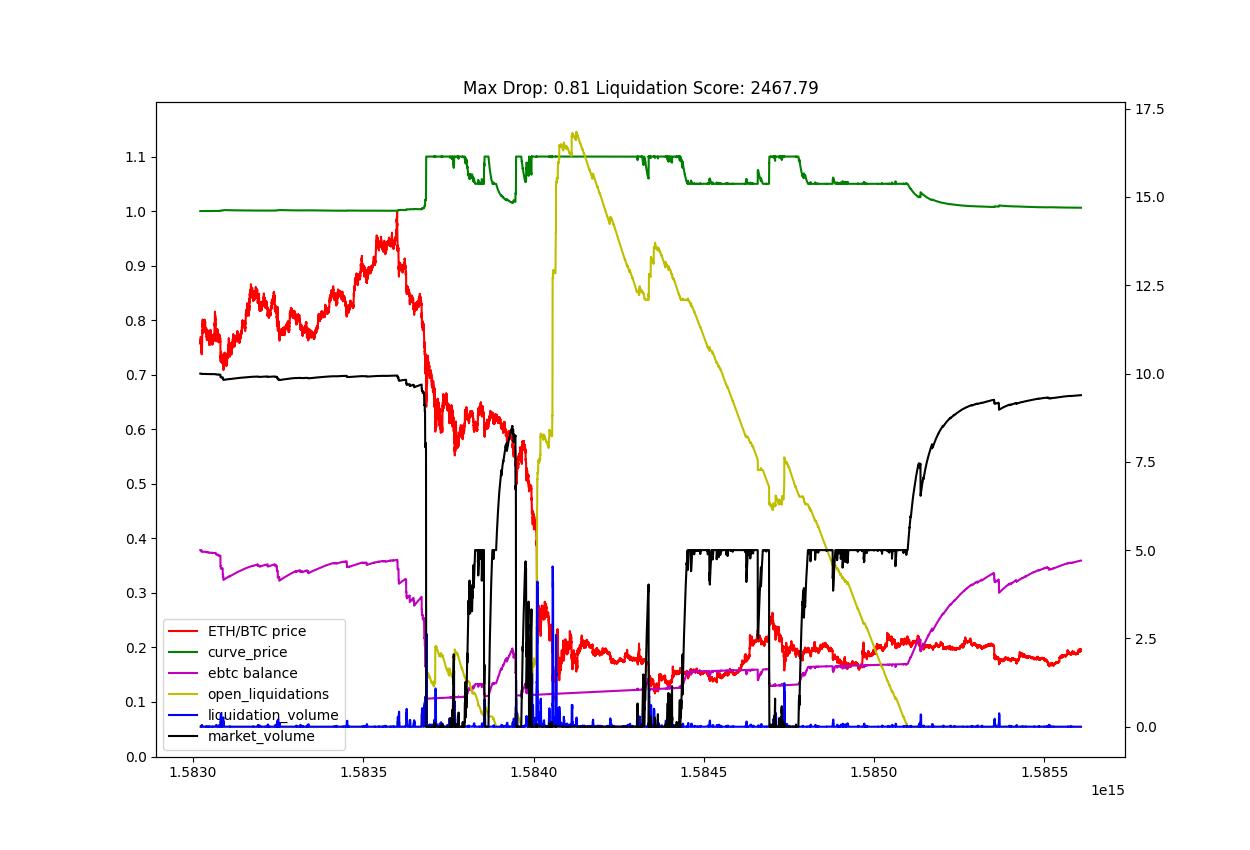 Max Drop: 0.81 Liquidation Score: 2467.79
17.5
1.1
15.0
1.0
0.9
12.5
0.8
0.7
10.0
0.6
0.5
7.5
0.4
5.0
0.3
0.2
2.5
0.1
0.0
0.0
ETH/BTC price
curve_price
ebtc balance
open_liquidations
liquidation_volume
market_volume
1.5830 1.5835 1.5840 1.5845 1.5850 1.5855
1e15